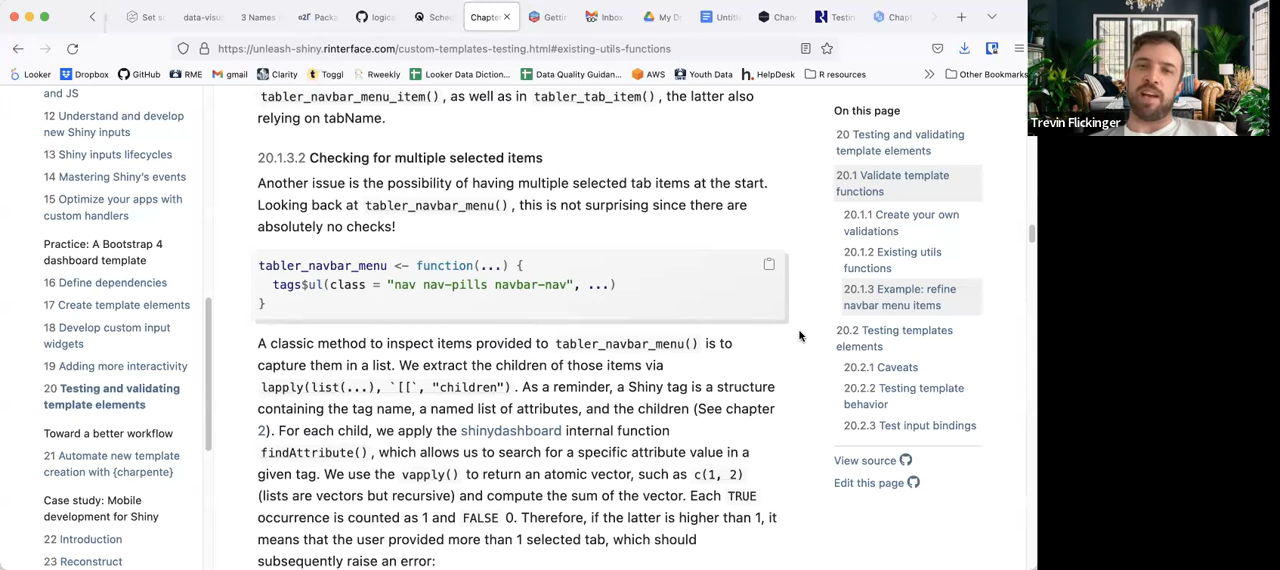 Set s
data-visu
3 Names
Packa
logica
Sche
Chapte
Gettir
Inbox
My D
Untit
Chan
Testin
Chapt
https://unleash-shiny.rinterface.com/custom-templates-testing.html#existing-utils-functions
Looker
Dropbox
GitHub
RME
gmail
Clarity
Toggl
Rweekly
Looker Data Diction...
Data Quality Guidan...
AWS
Youth Data
HelpDesk
R resources
Other Bookmarks
and JS
12 Understand and develop
new Shiny inputs
13 Shiny inputs lifecycles
14 Mastering Shiny's events
15 Optimize your apps with
custom handlers
Practice: A Bootstrap 4
dashboard template
16 Define dependencies
17 Create template elements
18 Develop custom input
widgets
19 Adding more interactivity
20 Testing and validating
template elements
Toward a better workflow
21 Automate new template
creation with {charpente}
Case study: Mobile
development for Shiny
22 Introduction
23 Reconstruct
tabler_navbar_menu_item(), as well as in tabler_tab_item(), the latter also
relying on tabName.
20.1.3.2 Checking for multiple selected items
Another issue is the possibility of having multiple selected tab items at the start.
Looking back at tabler_navbar_menu(), this is not surprising since there are
absolutely no checks!
tabler_navbar_menu <- function(...) {
tags$ul(class = "nav nav-pills navbar-nav", ...)
}
A classic method to inspect items provided to tabler_navbar_menu() is to
capture them in a list. We extract the children of those items via
lapply(list(...), `[[`, "children"). As a reminder, a Shiny tag is a structure
containing the tag name, a named list of attributes, and the children (See chapter
2). For each child, we apply the shinydashboard internal function
findAttribute(), which allows us to search for a specific attribute value in a
given tag. We use the vapply() to return an atomic vector, such as c(1, 2)
(lists are vectors but recursive) and compute the sum of the vector. Each TRUE
occurrence is counted as 1 and FALSE 0. Therefore, if the latter is higher than 1, it
means that the user provided more than 1 selected tab, which should
subsequently raise an error:
On this page
20 Testing and validating
template elements
20.1 Validate template
functions
20.1.1 Create your own
validations
20.1.2 Existing utils
functions
20.1.3 Example: refine
navbar menu items
20.2 Testing templates
elements
20.2.1 Caveats
20.2.2 Testing template
behavior
20.2.3 Test input bindings
View source
Edit this page
Trevin Flickinger